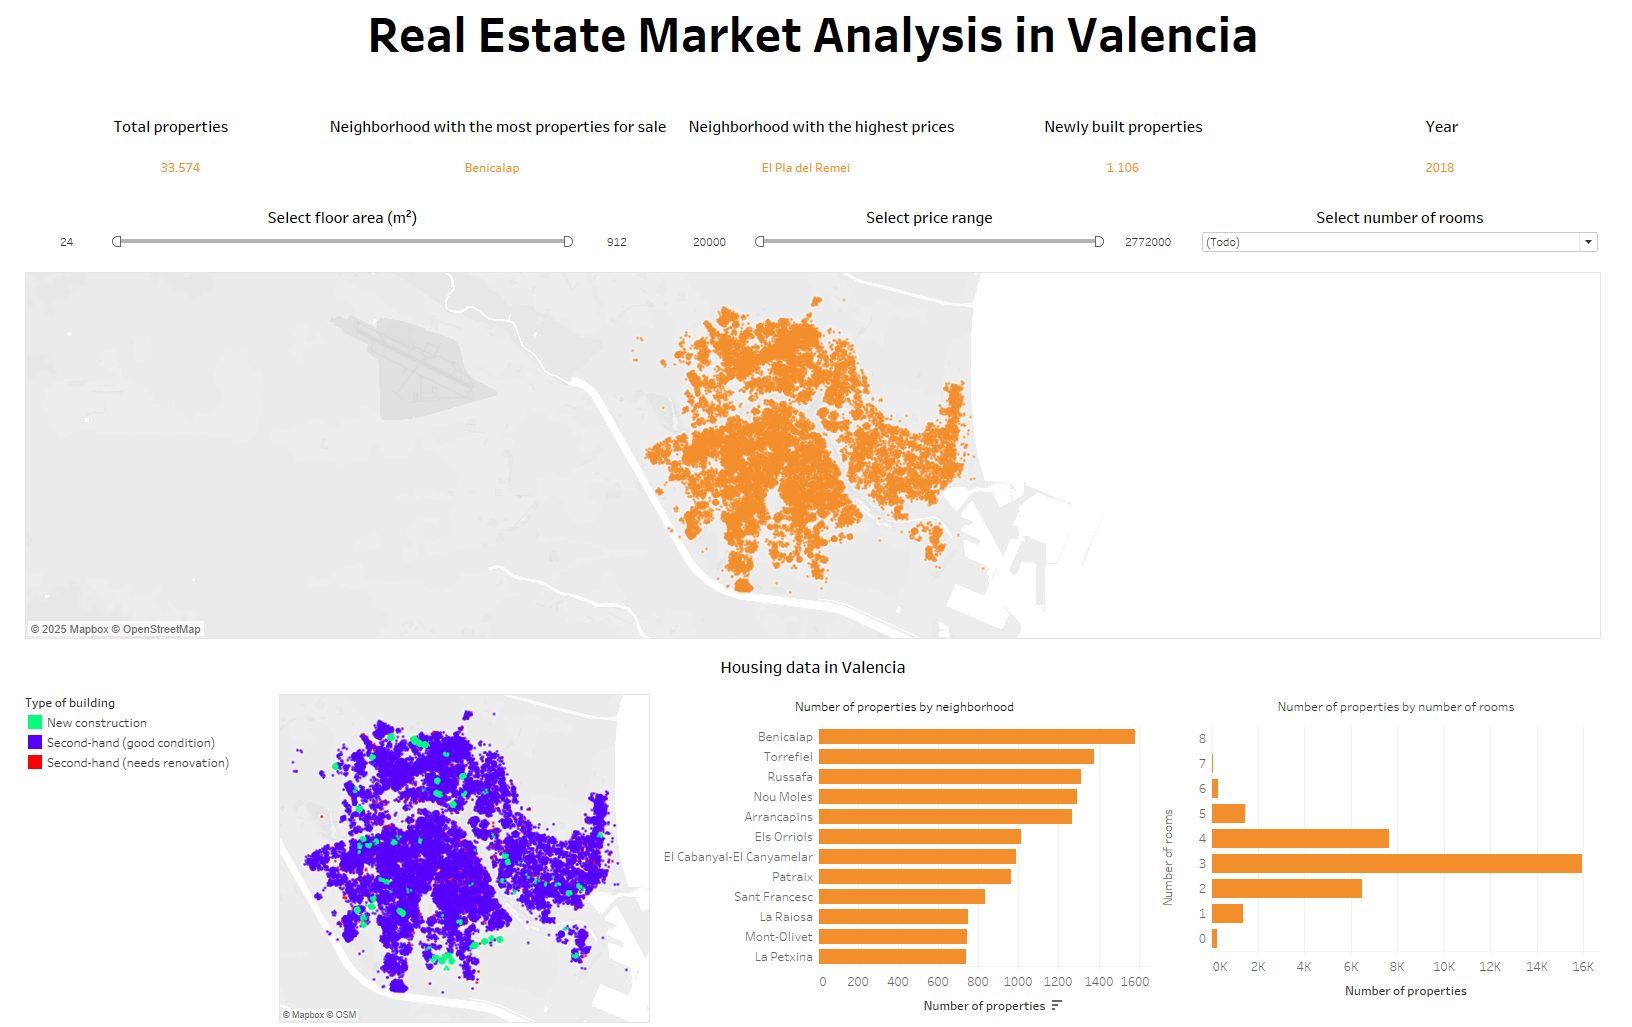 Real Estate Market Analysis in Valencia
Total properties
Neighborhood with the most properties for sale
Neighborhood with the highest prices
Newly built properties
Year
33.574
Benicalap
El Pla del Remei
1.106
2018
Select floor area (m²)
Select price range
Select number of rooms
24
912
20000
2772000
(Todo)
© 2025 Mapbox © OpenStreetMap
Housing data in Valencia
Type of building
New construction
Second-hand (good condition)
Second-hand (needs renovation)
© Mapbox © OSM
Number of properties by neighborhood
Benicalap
Torrefiel
Russafa
Nou Moles
Arrancapins
Els Orriols
El Cabanyal-El Canyamelar
Patraix
Sant Francesc
La Raiosa
Mont-Olivet
La Petxina
0 200 400 600 800 1000 1200 1400 1600
Number of properties
Number of properties by number of rooms
Number of rooms
8
7
6
5
4
3
2
1
0
0K 2K 4K 6K 8K 10K 12K 14K 16K
Number of properties